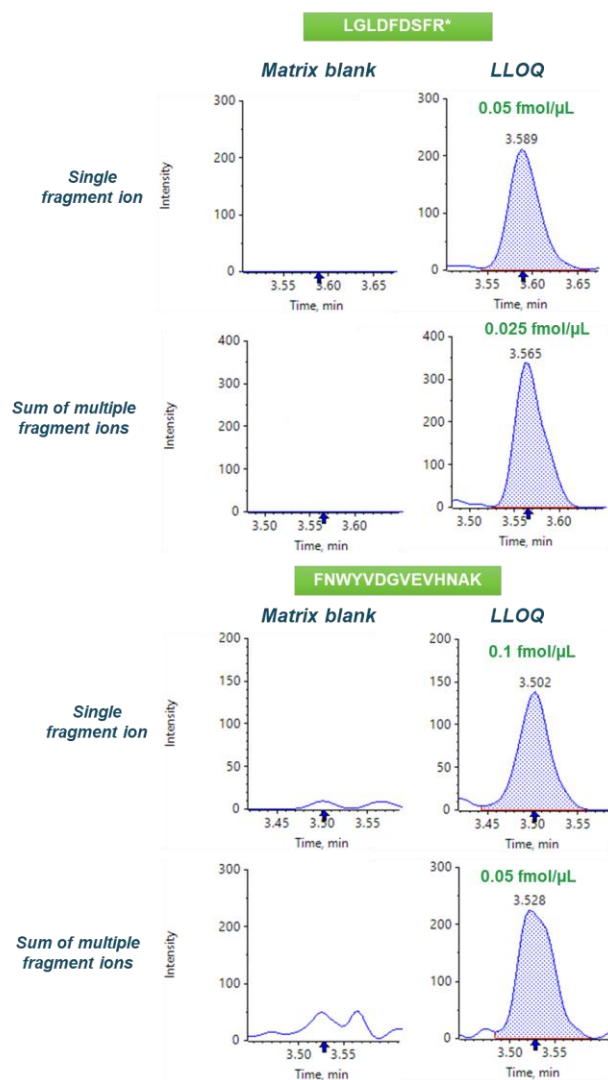 LGLDFDSFR*
Matrix blank
LLOQ
Single
fragment ion
Intensity
300
200
100
0
3.55 3.60 3.65
Time, min
0.05 fmol/µL
3.589
300
200
100
0
3.55 3.60 3.65
Time, min
Sum of multiple
fragment ions
Intensity
400
300
200
100
0
3.50 3.55 3.60
Time, min
0.025 fmol/µL
3.565
400
300
200
100
0
3.50 3.55 3.60
Time, min
FNWYVDGVEVHNAK
Matrix blank
LLOQ
Single
fragment ion
Intensity
200
150
100
50
0
3.45 3.50 3.55
Time, min
0.1 fmol/µL
3.502
200
150
100
50
0
3.45 3.50 3.55
Time, min
Sum of multiple
fragment ions
Intensity
300
200
100
0
3.50 3.55
Time, min
0.05 fmol/µL
3.528
300
200
100
0
3.50 3.55
Time, min